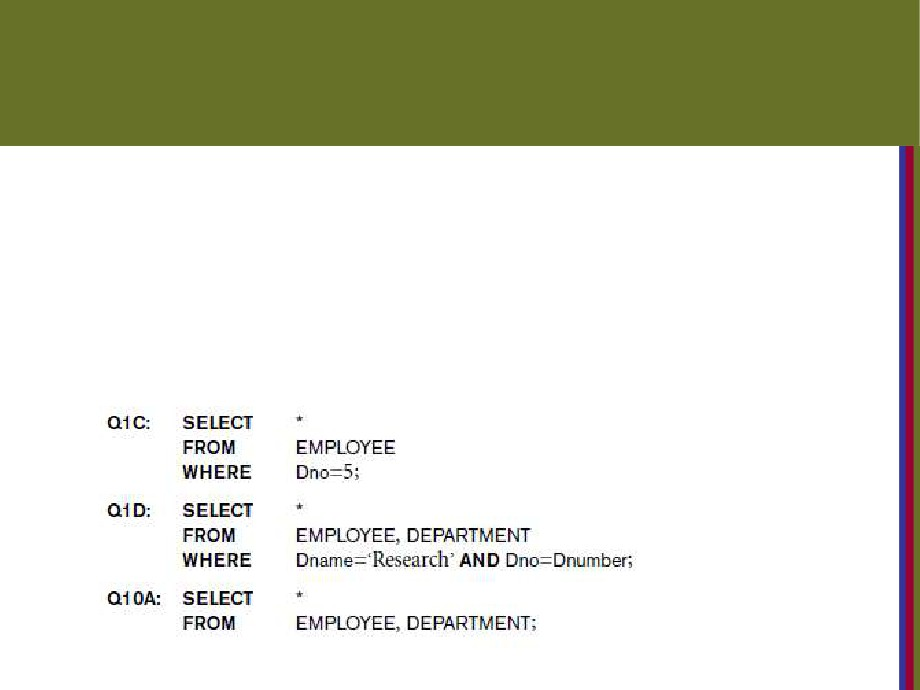 Q1C: SELECT *
FROM EMPLOYEE
WHERE Dno=5;
Q1D: SELECT *
FROM EMPLOYEE, DEPARTMENT
WHERE Dname=‘Research’ AND Dno=Dnumber;
Q10A: SELECT *
FROM EMPLOYEE, DEPARTMENT;